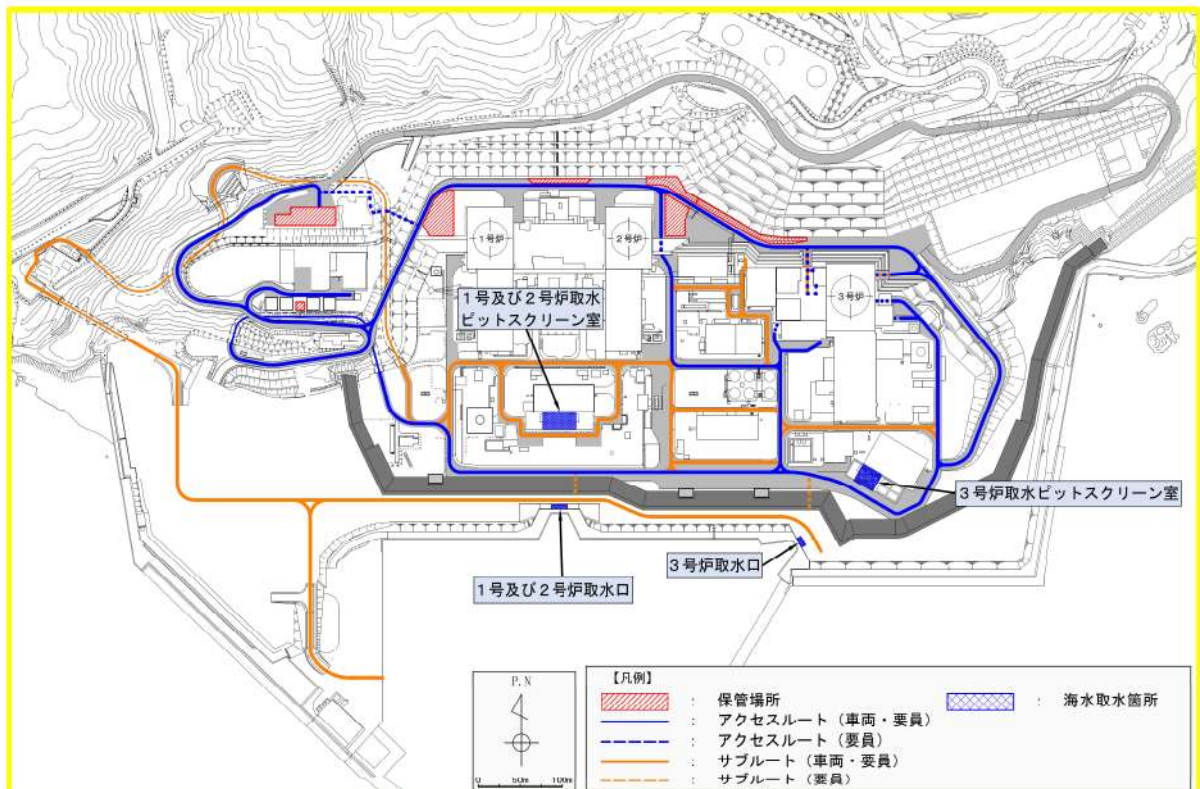 1号炉
2号炉
3号炉
1号及び2号炉取水
ピットスクリーン室
3号炉取水ピットスクリーン室
3号炉取水口
1号及び2号炉取水口
P.N
0 50m 100m
【凡例】
: 保管場所
: 海水取水箇所
: アクセスルート（車両・要員）
: アクセスルート（要員）
: サブルート（車両・要員）
: サブルート（要員）